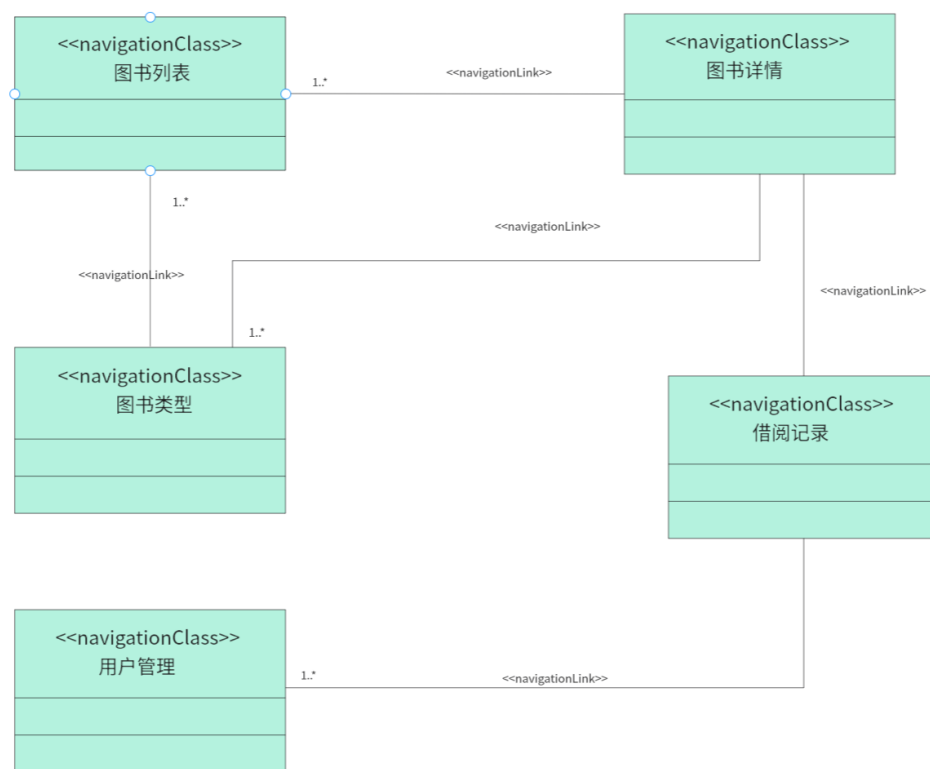 <<navigationClass>>
图书列表
<<navigationClass>>
图书详情
1..*
<<navigationLink>>
1..*
<<navigationLink>>
<<navigationLink>>
<<navigationLink>>
1..*
<<navigationClass>>
图书类型
<<navigationClass>>
借阅记录
<<navigationClass>>
用户管理
1..*
<<navigationLink>>